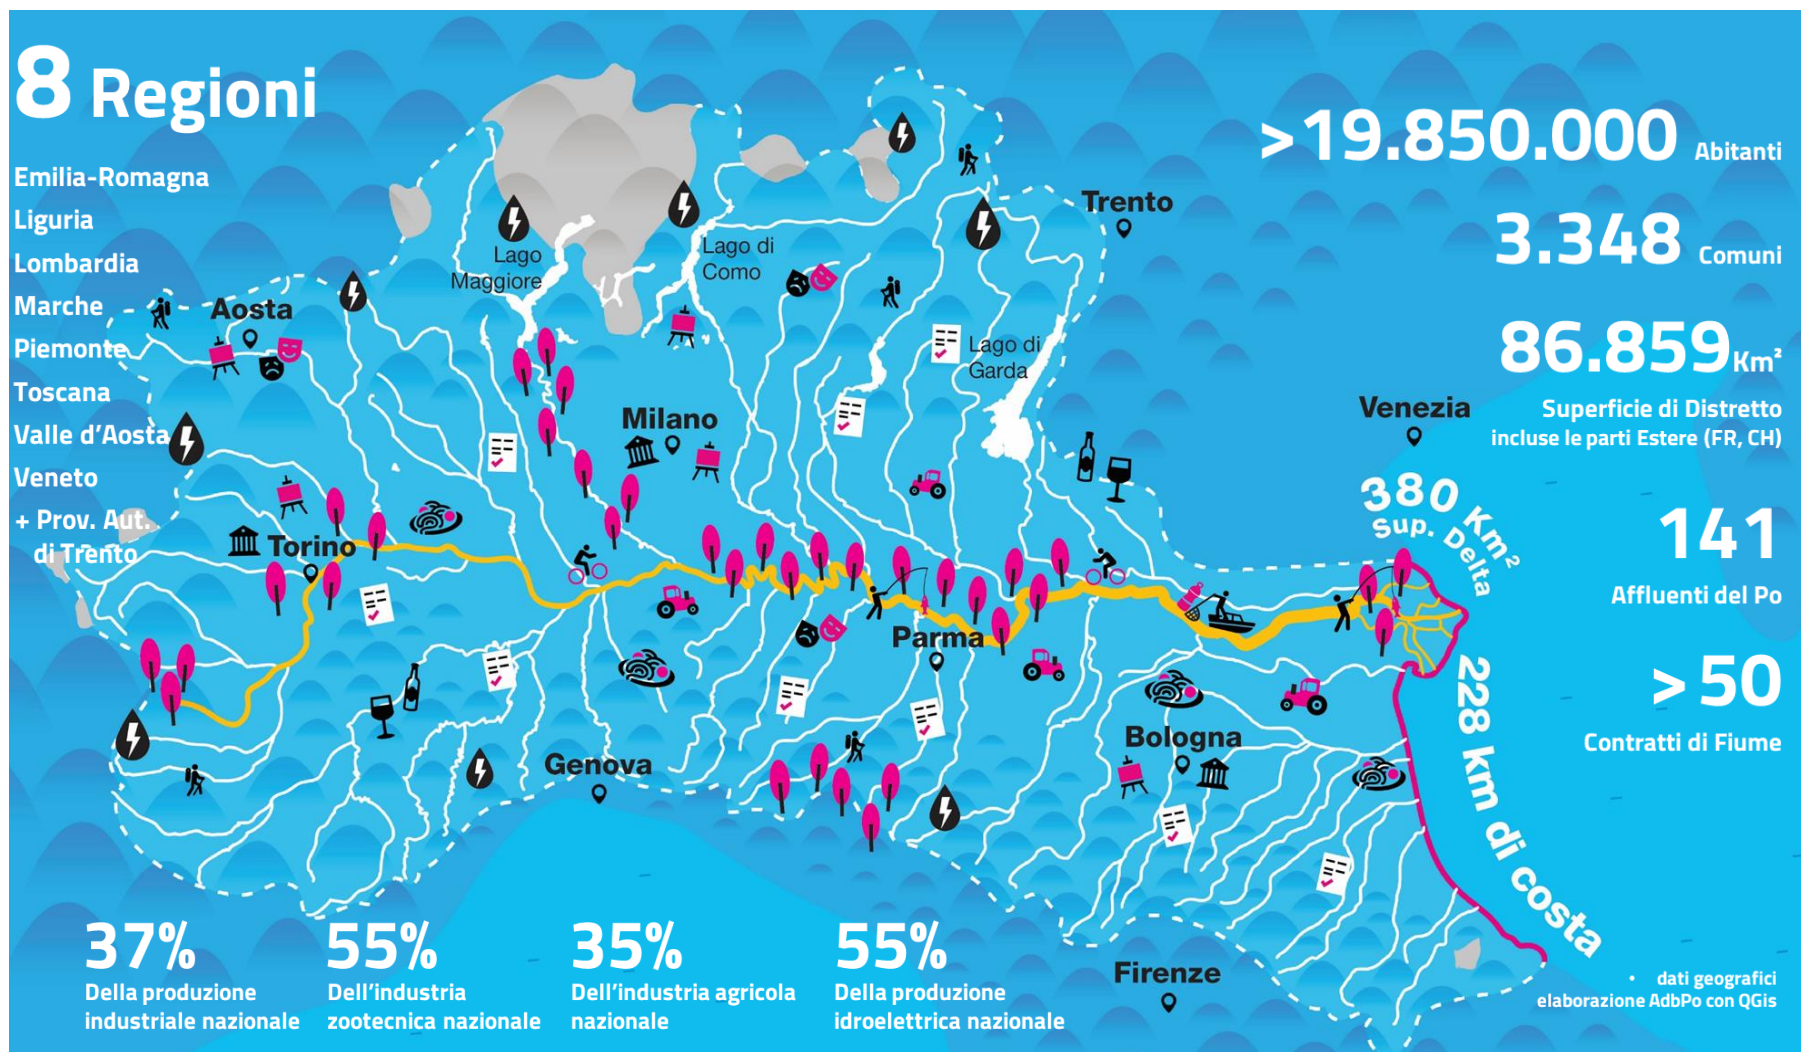 8 Regioni
Emilia-Romagna
Liguria
Lombardia
Marche
Piemonte
Toscana
Valle d'Aosta
Veneto
+ Prov. Aut.
di Trento
>19.850.000 Abitanti
3.348 Comuni
86.859 Km²
Superficie di Distretto
incluse le parti Estere (FR, CH)
141
Affluenti del Po
> 50
Contratti di Fiume
Trento
Lago
Maggiore
Lago di
Como
Aosta
Lago di
Garda
Milano
Venezia
380 Km²
Sup. Delta
Torino
Parma
228 km di costa
Bologna
Genova
Firenze
37%
Della produzione
industriale nazionale
55%
Dell'industria
zootecnica nazionale
35%
Dell'industria agricola
nazionale
55%
Della produzione
idroelettrica nazionale
• dati geografici
elaborazione AdbPo con QGis